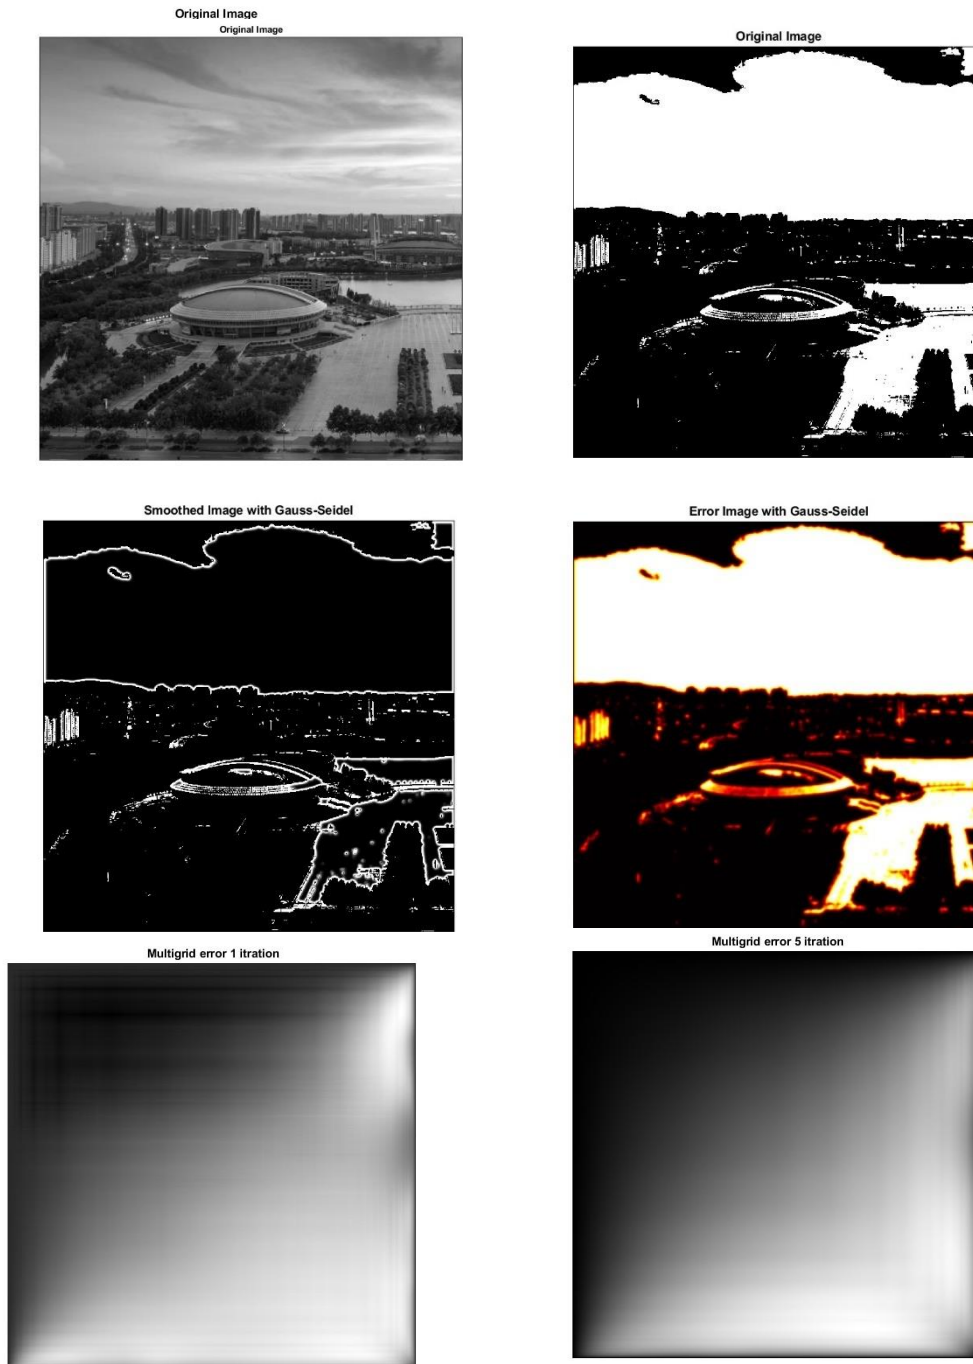 Original Image
Original Image
Original Image
Smoothed Image with Gauss-Seidel
Error Image with Gauss-Seidel
Multigrid error 1 itration
Multigrid error 5 itration